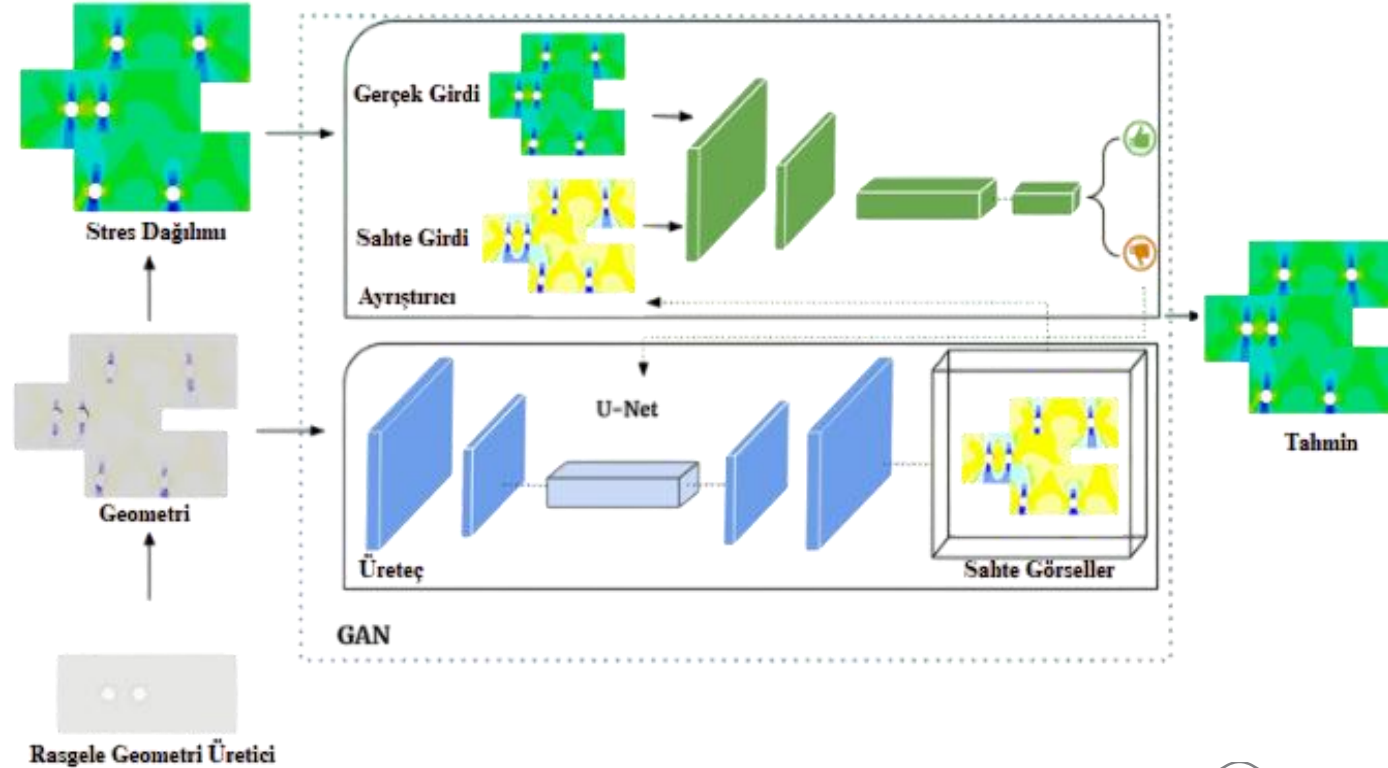 Gerçek Girdi
Stres Dağılımı
Sahte Girdi
Ayrıştırıcı
U-Net
Tahmin
Geometri
Üreteç
Sahte Görseller
GAN
Rasgele Geometri Üretici